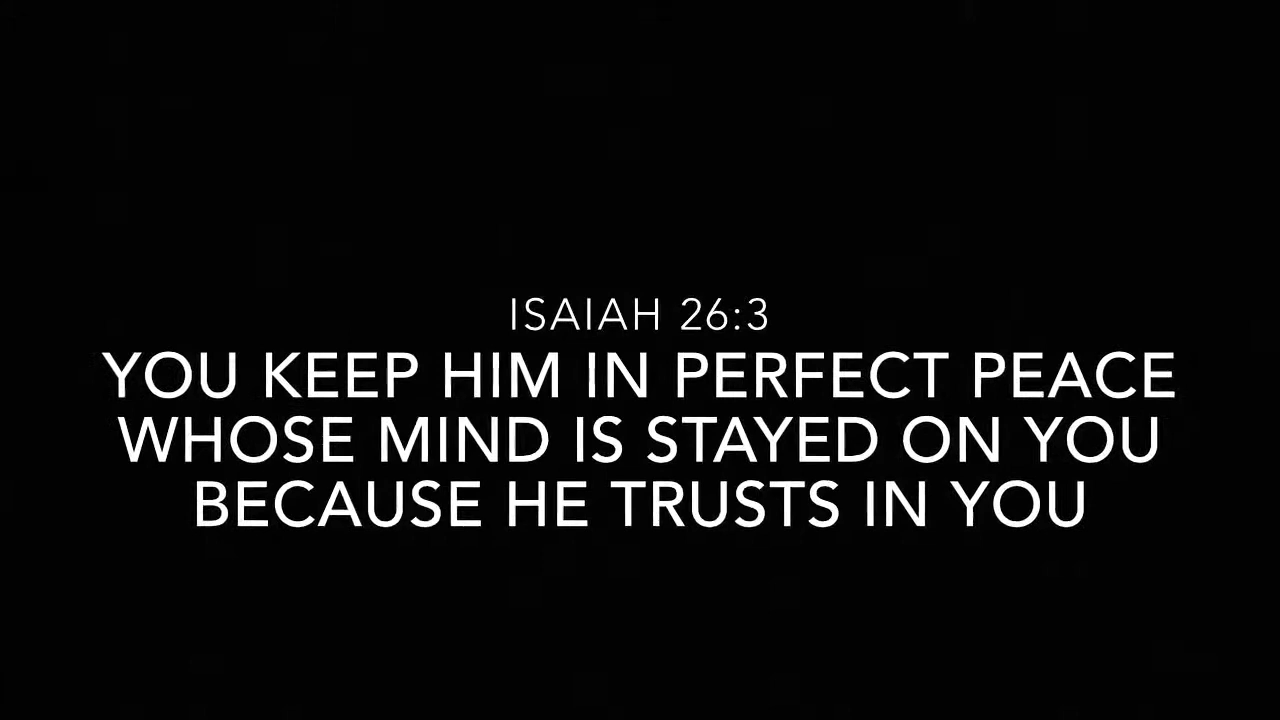 ISAIAH 26:3
YOU KEEP HIM IN PERFECT PEACE
WHOSE MIND IS STAYED ON YOU
BECAUSE HE TRUSTS IN YOU